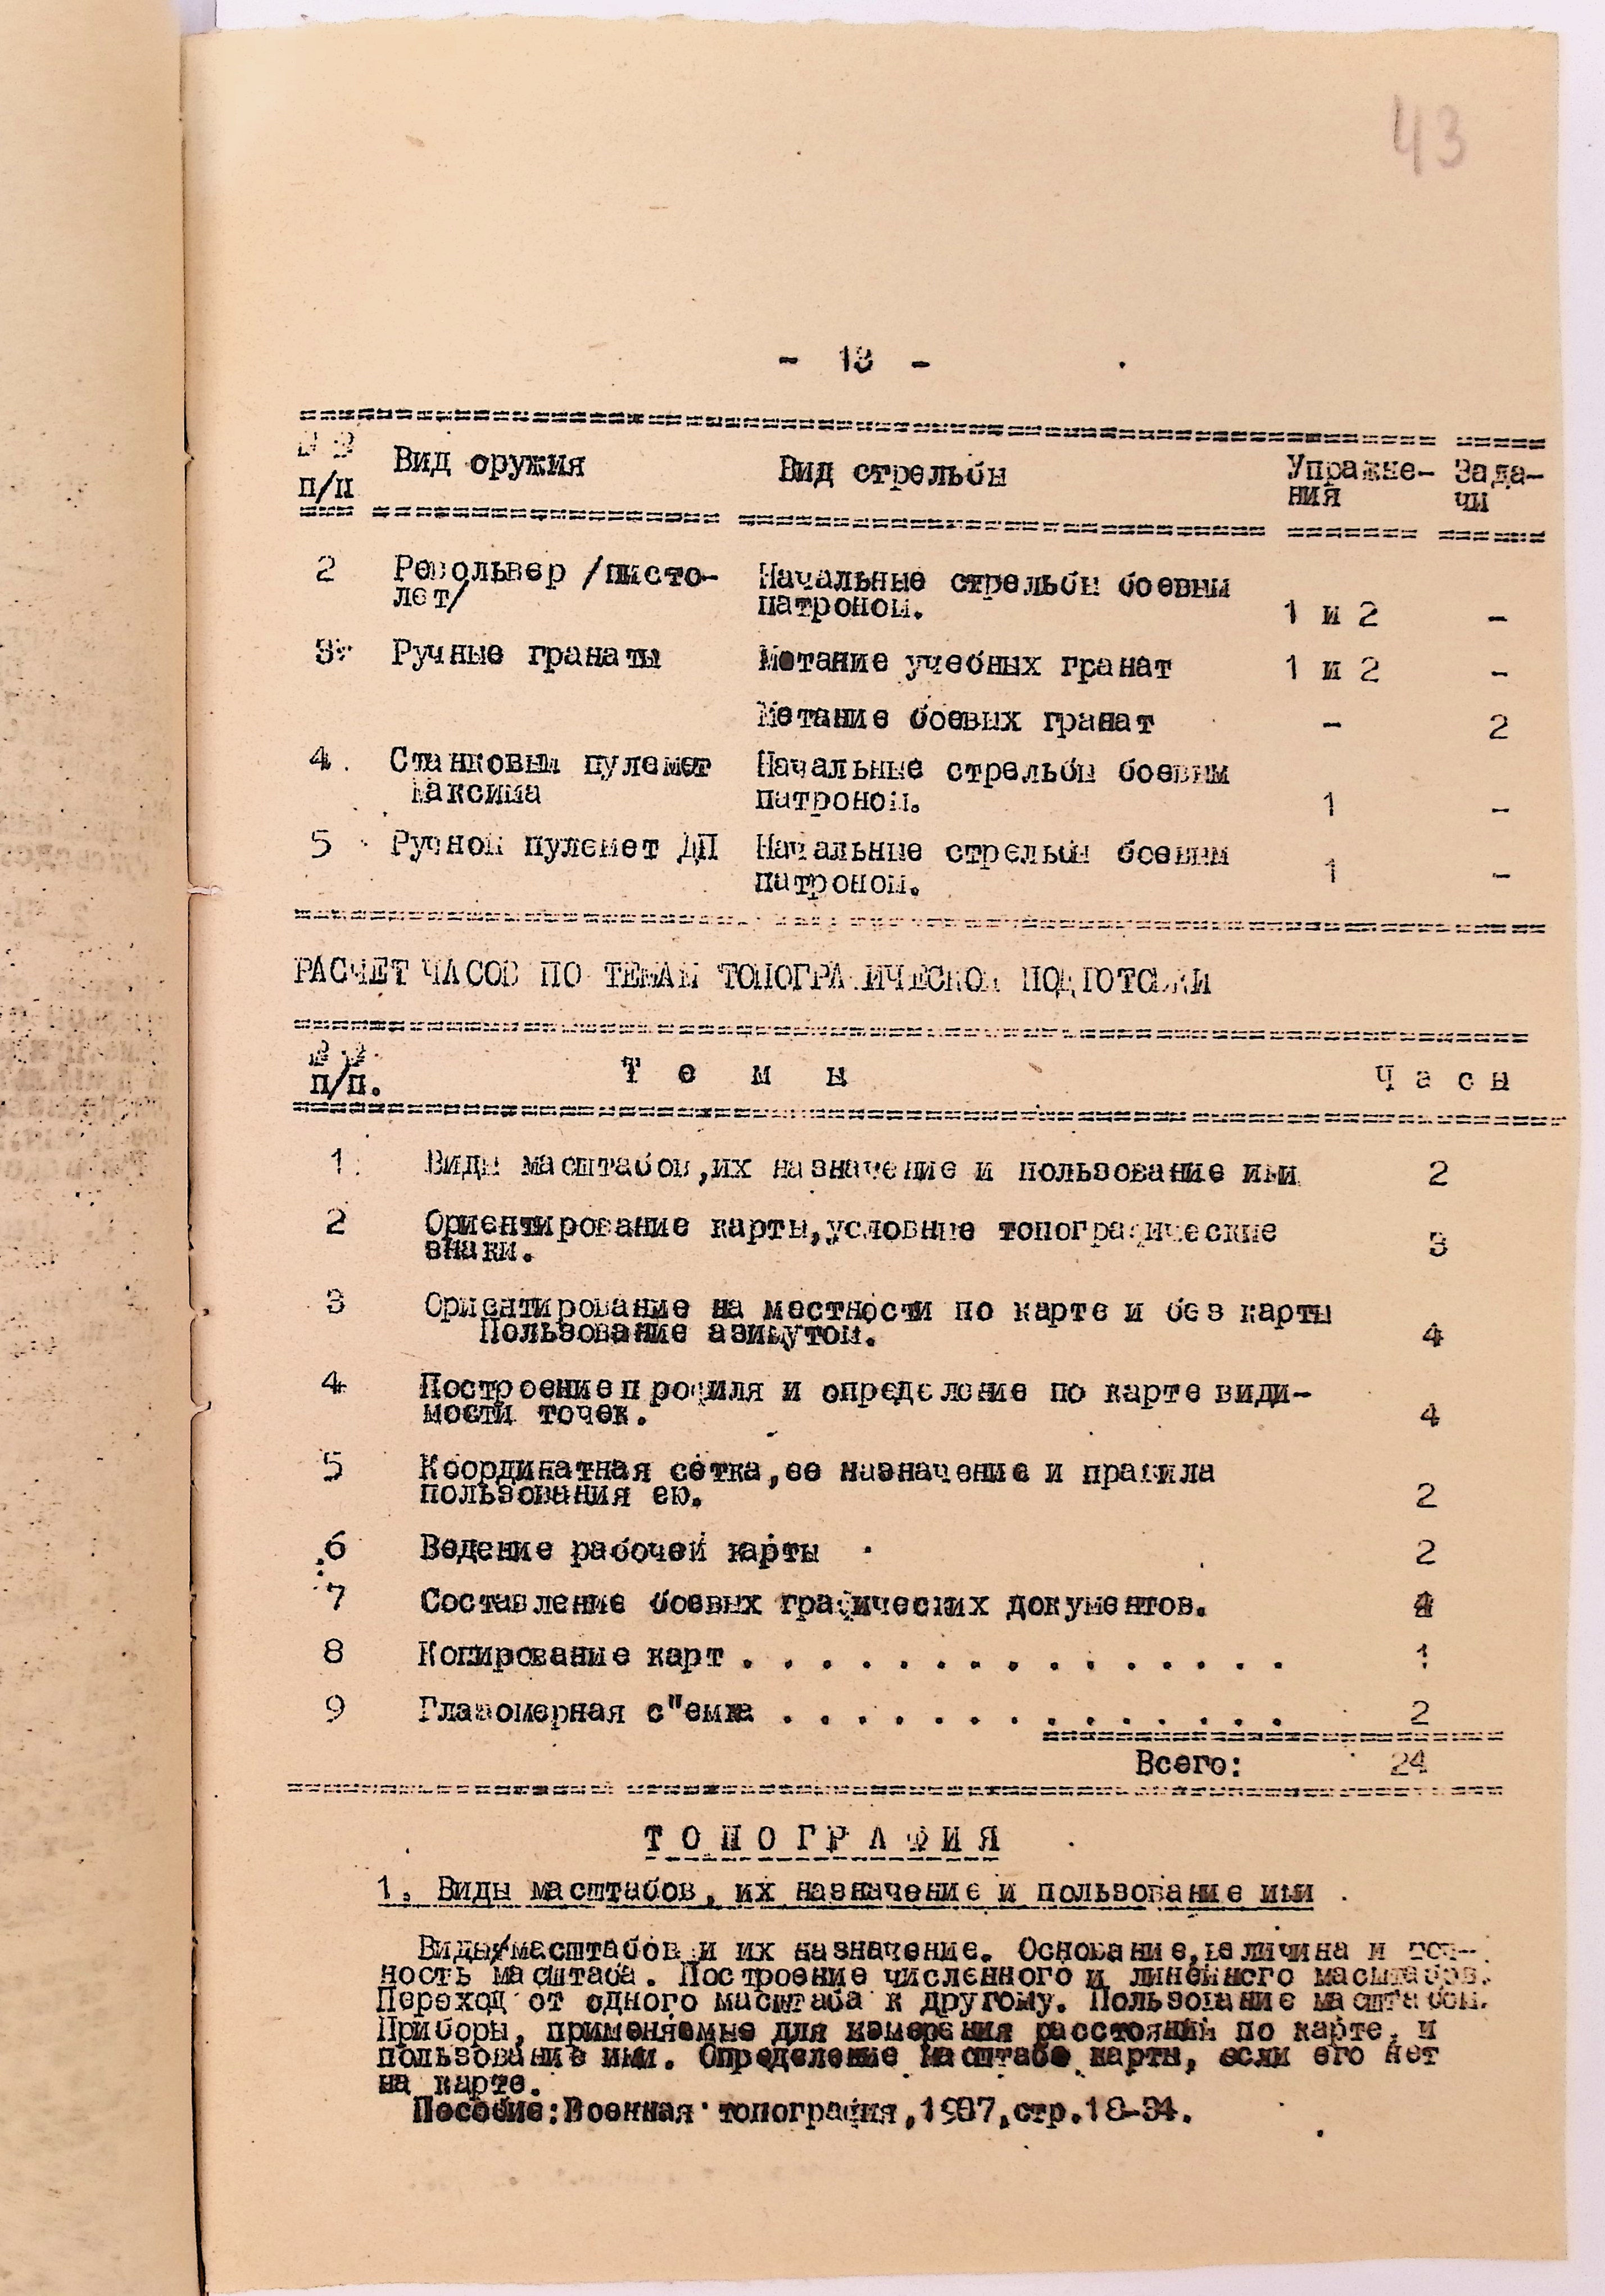 43
- 13 -
№ № п/п Вид оружия Вид стрельбы Упражне- Зада-
ния чи
2 Револьвер /писто- Начальные стрельбы боевым
лет/ патроном. 1 и 2 -
3 Ручные гранаты Метание учебных гранат 1 и 2 -
Метание боевых гранат - 2
4. Станковый пулемет Начальные стрельбы боевым
Максима патроном. 1 -
5 Ручной пулемет ДП Начальные стрельбы боевым
патроном. 1 -
РАСЧЕТ ЧАСОВ ПО ТЕМАМ ТОПОГРАФИЧЕСКОЙ ПОДГОТОВКИ
№ №
п/п. Т е м ы Ч а с ы
1. Виды масштабов,их назначение и пользование ими 2
2 Ориентирование карты,условные топографические
знаки. 3
3 Ориентирование на местности по карте и без карты
Пользование азимутом. 4
4 Построение профиля и определение по карте види-
мости точек. 4
5 Координатная сетка,ее назначение и правила
пользования ею. 2
6 Ведение рабочей карты 2
7 Составление боевых графических документов. 4
8 Копирование карт . . . . . . . . . . . . . . . 1
9 Глазомерная с"емка . . . . . . . . . . . . . . 2
Всего: 24
Т О П О Г Р А Ф И Я
1. Виды масштабов, их назначение и пользование ими .
Виды масштабов и их назначение. Основание,величина и точ-
ность масштаба. Построение численного и линейного масштабов.
Переход от одного масштаба к другому. Пользование масштабом.
Приборы, применяемые для измерения расстояний по карте, и
пользование ими. Определение масштаба карты, если его нет
на карте.
Пособие:Военная топография,1937,стр.18-34.